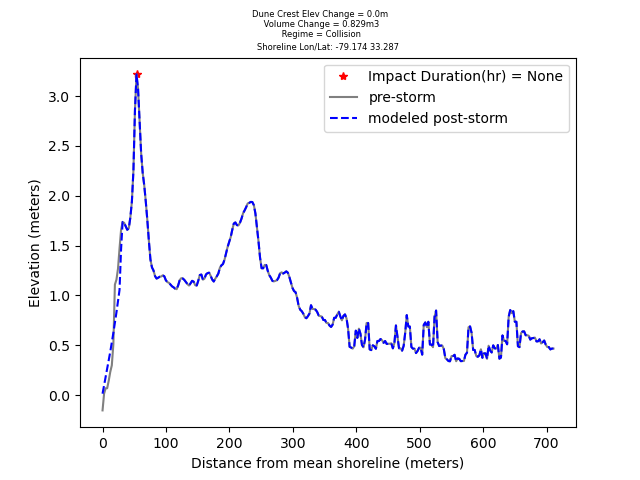 Dune Crest Elev Change = 0.0m
Volume Change = 0.829m3
Regime = Collision
Shoreline Lon/Lat: -79.174 33.287
Impact Duration(hr) = None
pre-storm
modeled post-storm
Elevation (meters)
3.0
2.5
2.0
1.5
1.0
0.5
0.0
0 100 200 300 400 500 600 700
Distance from mean shoreline (meters)